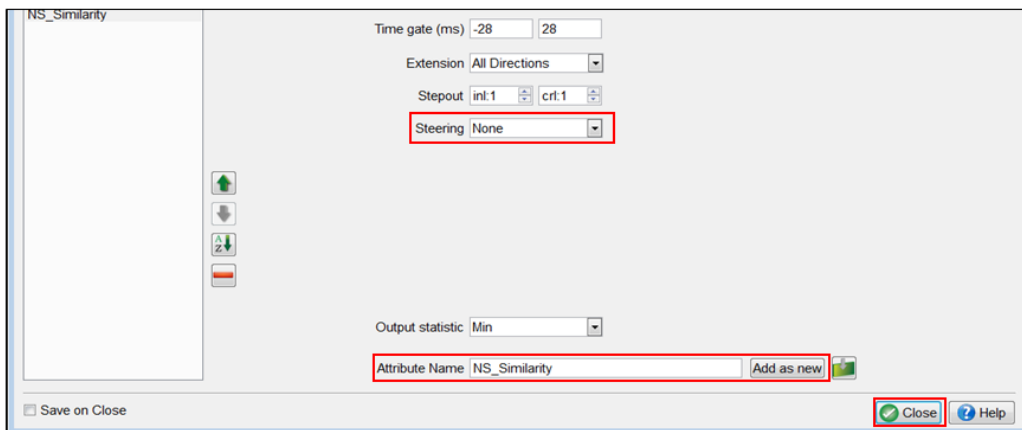 NS_Similarity
Time gate (ms) -28 28
Extension All Directions
Stepout inl:1 crl:1
Steering None
Output statistic Min
Attribute Name NS_Similarity Add as new
Save on Close Close Help